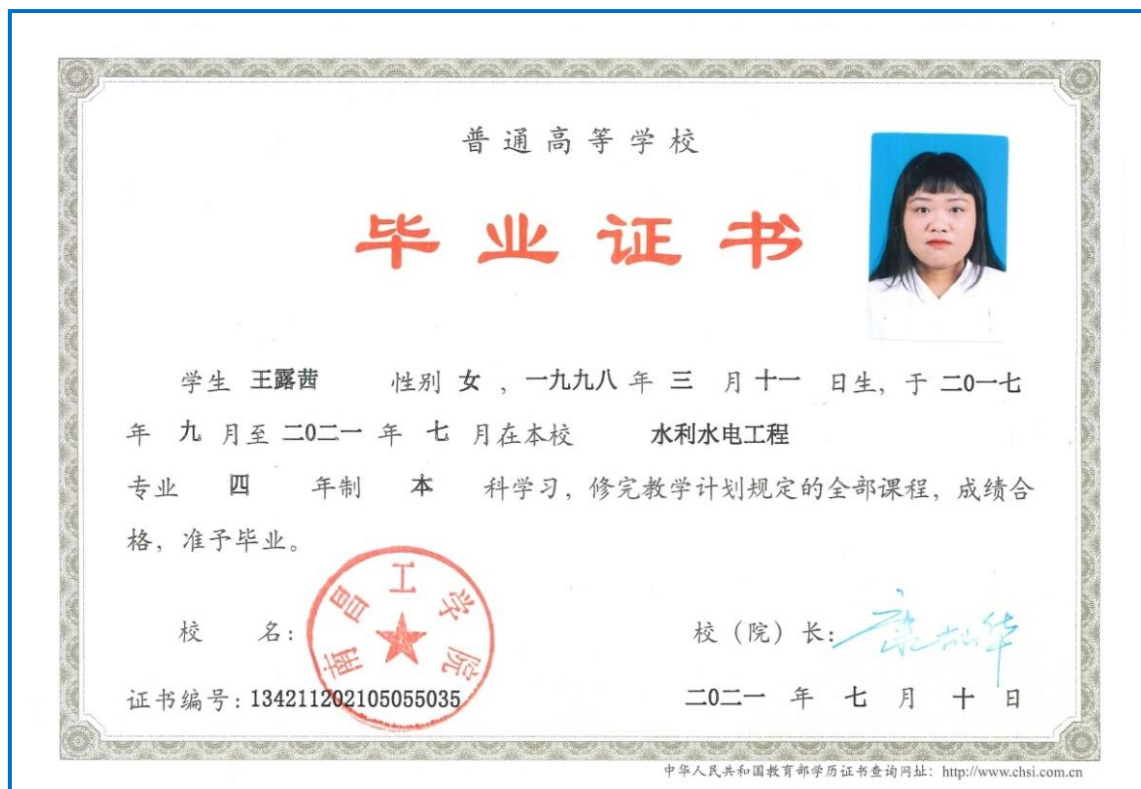 普通高等学校
毕业证书
学生 王露茜 性别 女 , 一九九八 年 三 月 十一 日生, 于 二0一七
年 九 月至 二0二一 年 七 月在本校 水利水电工程
专业 四 年制 本 科学习, 修完教学计划规定的全部课程, 成绩合
格, 准予毕业。
南昌工学院
校 名: 校(院)长:
证书编号: 134211202105055035 二0二一 年 七 月 十 日
中华人民共和国教育部学历证书查询网址: http://www.chsi.com.cn